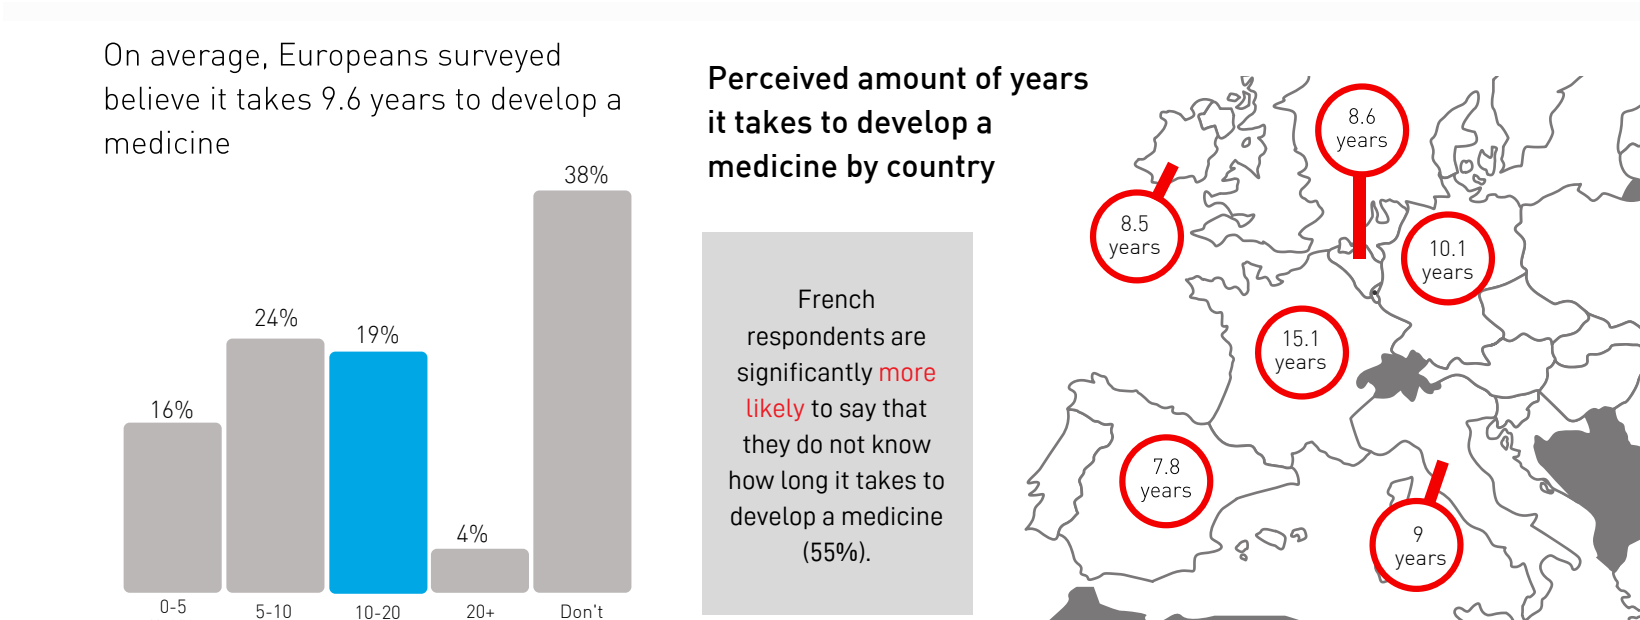 On average, Europeans surveyed
believe it takes 9.6 years to develop a
medicine
38%
24%
19%
16%
4%
0-5
5-10
10-20
20+
Don't
Perceived amount of years
it takes to develop a
medicine by country
French
respondents are
significantly more
likely to say that
they do not know
how long it takes to
develop a medicine
(55%).
8.6
years
8.5
years
10.1
years
15.1
years
7.8
years
9
years